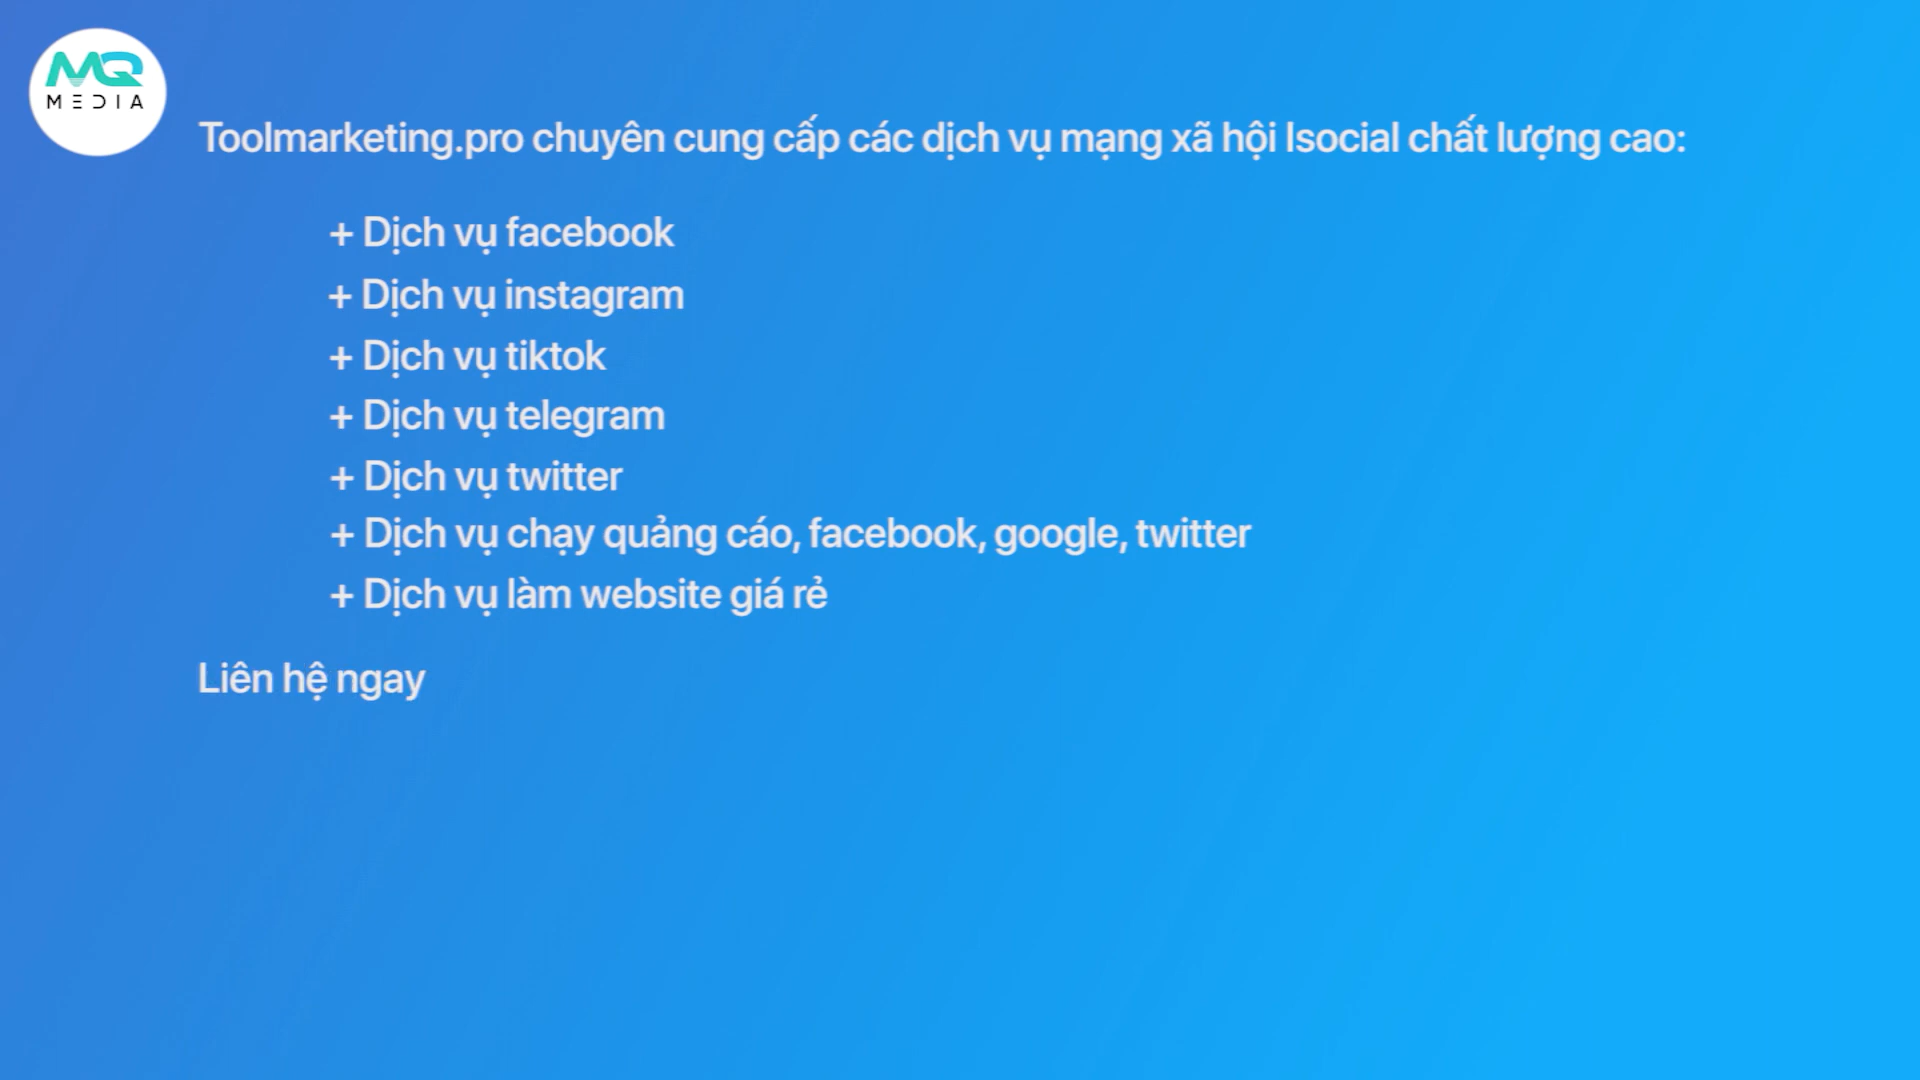 MQ
MEDIA
Toolmarketing.pro chuyên cung cấp các dịch vụ mạng xã hội Isocial chất lượng cao:
+ Dịch vụ facebook
+ Dịch vụ instagram
+ Dịch vụ tiktok
+ Dịch vụ telegram
+ Dịch vụ twitter
+ Dịch vụ chạy quảng cáo, facebook, google, twitter
+ Dịch vụ làm website giá rẻ
Liên hệ ngay